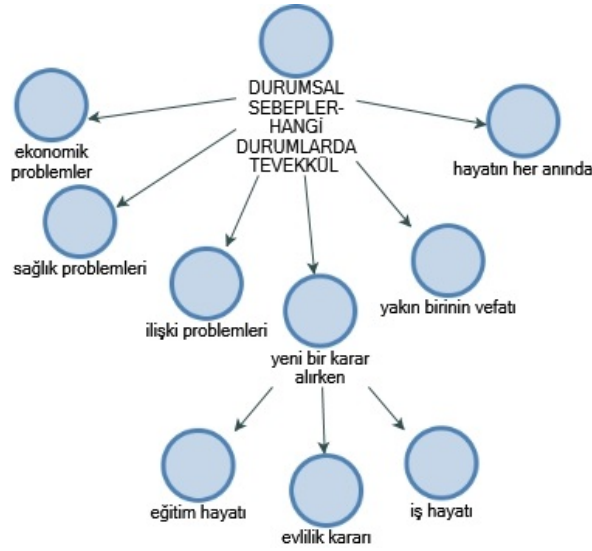 DURUMSAL
SEBEPLER-
HANGİ
DURUMLARDA
TEVEKKÜL
ekonomik
problemler
hayatın her anında
sağlık problemleri
ilişki problemleri
yakın birinin vefatı
yeni bir karar
alırken
eğitim hayatı
evlilik kararı
iş hayatı